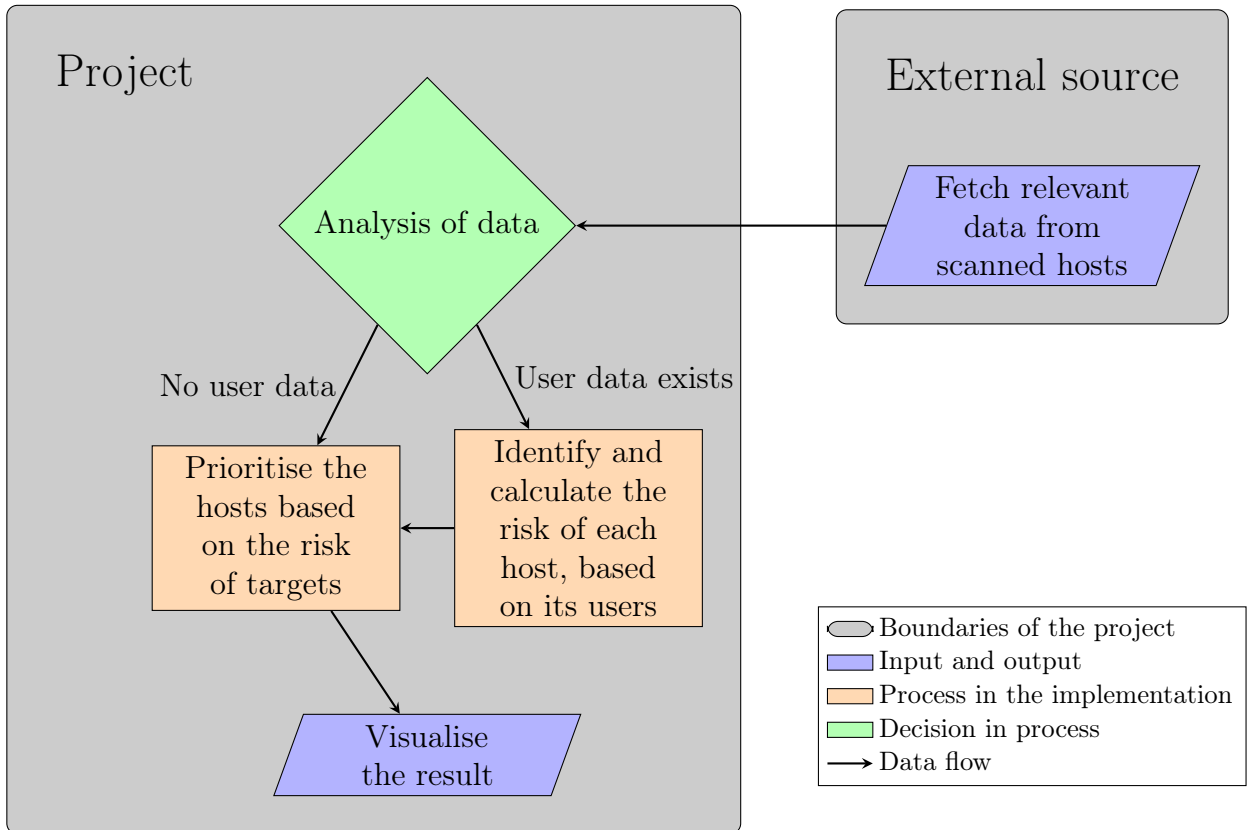 Project
External source
Analysis of data
Fetch relevant
data from
scanned hosts
No user data
User data exists
Prioritise the
hosts based
on the risk
of targets
Identify and
calculate the
risk of each
host, based
on its users
Visualise
the result
Boundaries of the project
Input and output
Process in the implementation
Decision in process
Data flow